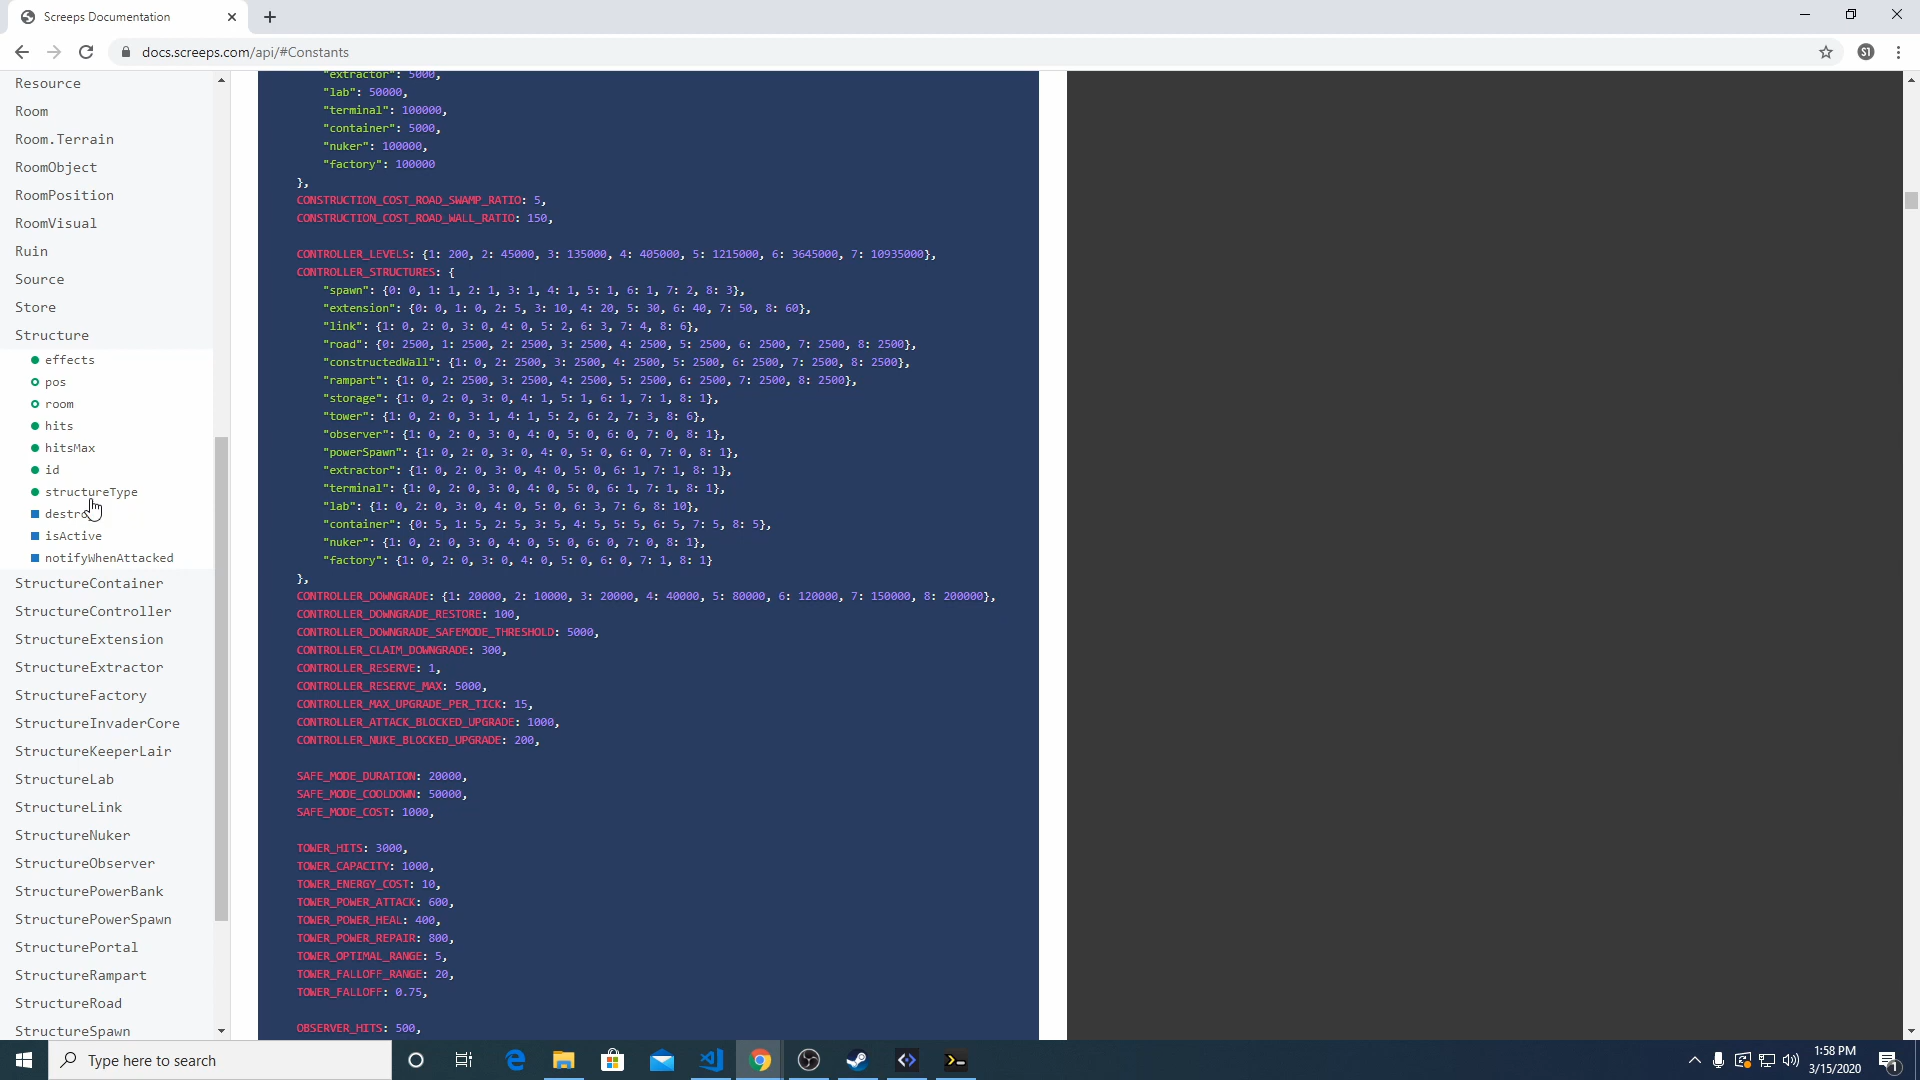 Screeps Documentation
docs.screeps.com/api/#Constants
S1
Resource
Room
Room.Terrain
RoomObject
RoomPosition
RoomVisual
Ruin
Source
Store
Structure
effects
pos
room
hits
hitsMax
id
structureType
destro
isActive
notifyWhenAttacked
StructureContainer
StructureController
StructureExtension
StructureExtractor
StructureFactory
StructureInvaderCore
StructureKeeperLair
StructureLab
StructureLink
StructureNuker
StructureObserver
StructurePowerBank
StructurePowerSpawn
StructurePortal
StructureRampart
StructureRoad
StructureSpawn
"extractor": 5000,
"lab": 50000,
"terminal": 100000,
"container": 5000,
"nuker": 100000,
"factory": 100000
},
CONSTRUCTION_COST_ROAD_SWAMP_RATIO: 5,
CONSTRUCTION_COST_ROAD_WALL_RATIO: 150,
CONTROLLER_LEVELS: {1: 200, 2: 45000, 3: 135000, 4: 405000, 5: 1215000, 6: 3645000, 7: 10935000},
CONTROLLER_STRUCTURES: {
"spawn": {0: 0, 1: 1, 2: 1, 3: 1, 4: 1, 5: 1, 6: 1, 7: 2, 8: 3},
"extension": {0: 0, 1: 0, 2: 5, 3: 10, 4: 20, 5: 30, 6: 40, 7: 50, 8: 60},
"link": {1: 0, 2: 0, 3: 0, 4: 0, 5: 2, 6: 3, 7: 4, 8: 6},
"road": {0: 2500, 1: 2500, 2: 2500, 3: 2500, 4: 2500, 5: 2500, 6: 2500, 7: 2500, 8: 2500},
"constructedWall": {1: 0, 2: 2500, 3: 2500, 4: 2500, 5: 2500, 6: 2500, 7: 2500, 8: 2500},
"rampart": {1: 0, 2: 2500, 3: 2500, 4: 2500, 5: 2500, 6: 2500, 7: 2500, 8: 2500},
"storage": {1: 0, 2: 0, 3: 0, 4: 1, 5: 1, 6: 1, 7: 1, 8: 1},
"tower": {1: 0, 2: 0, 3: 1, 4: 1, 5: 2, 6: 2, 7: 3, 8: 6},
"observer": {1: 0, 2: 0, 3: 0, 4: 0, 5: 0, 6: 0, 7: 0, 8: 1},
"powerSpawn": {1: 0, 2: 0, 3: 0, 4: 0, 5: 0, 6: 0, 7: 0, 8: 1},
"extractor": {1: 0, 2: 0, 3: 0, 4: 0, 5: 0, 6: 1, 7: 1, 8: 1},
"terminal": {1: 0, 2: 0, 3: 0, 4: 0, 5: 0, 6: 1, 7: 1, 8: 1},
"lab": {1: 0, 2: 0, 3: 0, 4: 0, 5: 0, 6: 3, 7: 6, 8: 10},
"container": {0: 5, 1: 5, 2: 5, 3: 5, 4: 5, 5: 5, 6: 5, 7: 5, 8: 5},
"nuker": {1: 0, 2: 0, 3: 0, 4: 0, 5: 0, 6: 0, 7: 0, 8: 1},
"factory": {1: 0, 2: 0, 3: 0, 4: 0, 5: 0, 6: 0, 7: 1, 8: 1}
},
CONTROLLER_DOWNGRADE: {1: 20000, 2: 10000, 3: 20000, 4: 40000, 5: 80000, 6: 120000, 7: 150000, 8: 200000},
CONTROLLER_DOWNGRADE_RESTORE: 100,
CONTROLLER_DOWNGRADE_SAFEMODE_THRESHOLD: 5000,
CONTROLLER_CLAIM_DOWNGRADE: 300,
CONTROLLER_RESERVE: 1,
CONTROLLER_RESERVE_MAX: 5000,
CONTROLLER_MAX_UPGRADE_PER_TICK: 15,
CONTROLLER_ATTACK_BLOCKED_UPGRADE: 1000,
CONTROLLER_NUKE_BLOCKED_UPGRADE: 200,
SAFE_MODE_DURATION: 20000,
SAFE_MODE_COOLDOWN: 50000,
SAFE_MODE_COST: 1000,
TOWER_HITS: 3000,
TOWER_CAPACITY: 1000,
TOWER_ENERGY_COST: 10,
TOWER_POWER_ATTACK: 600,
TOWER_POWER_HEAL: 400,
TOWER_POWER_REPAIR: 800,
TOWER_OPTIMAL_RANGE: 5,
TOWER_FALLOFF_RANGE: 20,
TOWER_FALLOFF: 0.75,
OBSERVER_HITS: 500,
Type here to search
1:58 PM
3/15/2020
1